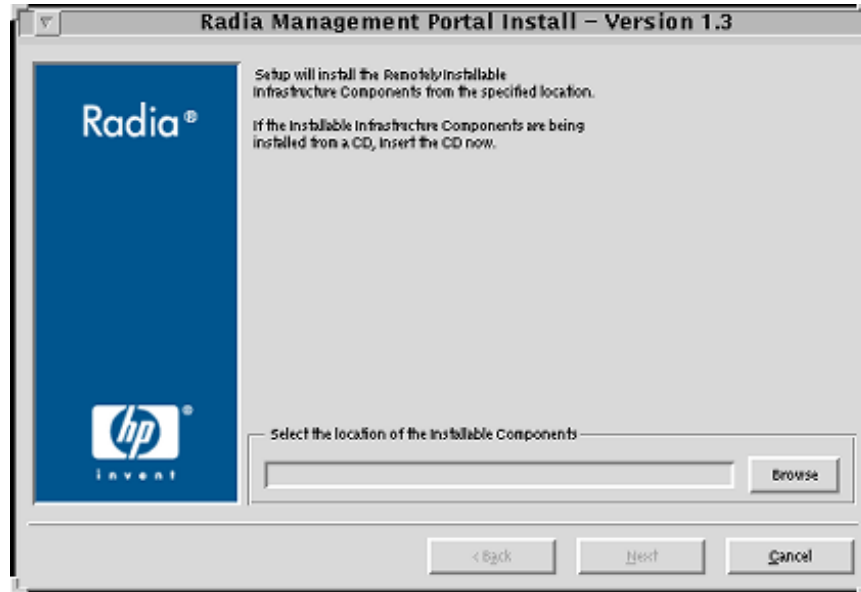 Radia Management Portal Install – Version 1.3
Setup will install the Remotely Installable
Infrastructure Components from the specified location.
If the Installable Infrastructure Components are being
installed from a CD, insert the CD now.
Radia®
hp®
invent
Select the location of the Installable Components
Browse
< Back
Next
Cancel